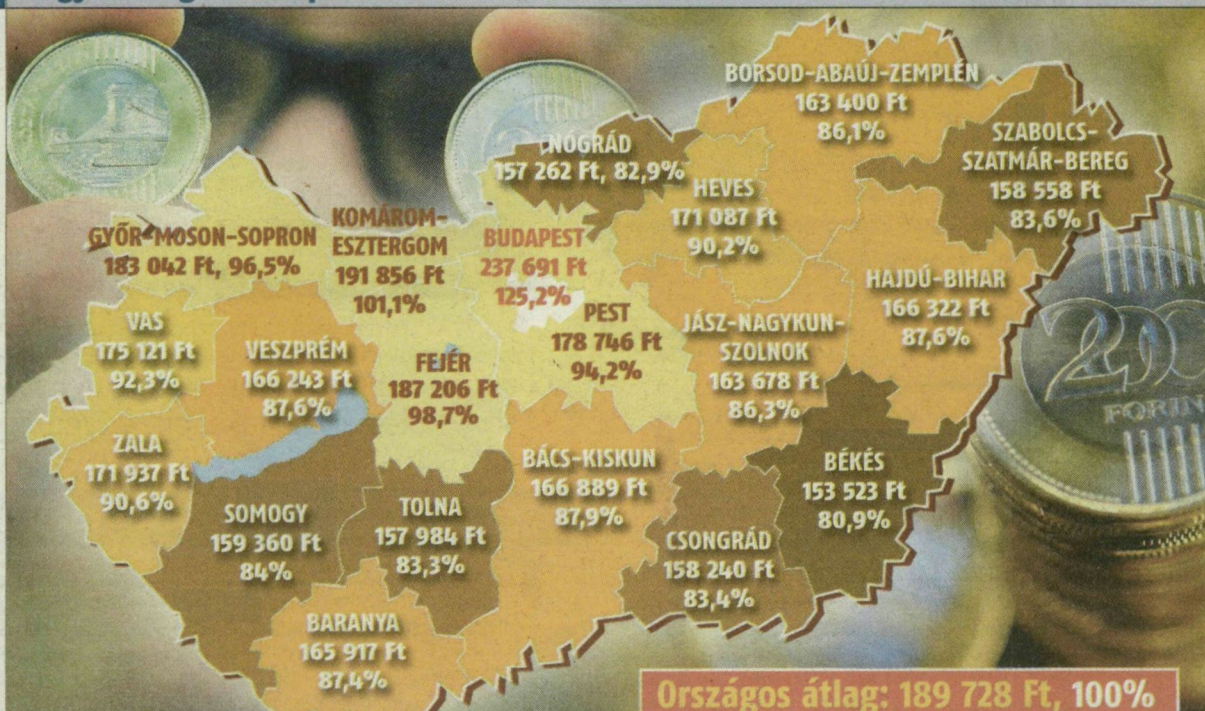 BORSOD-ABAÚJ-ZEMPLÉN
163 400 Ft
86,1%
NÓGRÁD
157 262 Ft, 82,9%
SZABOLCS-
SZATMÁR-BEREG
158 558 Ft
83,6%
HEVES
171 087 Ft
90,2%
GYŐR-MOSON-SOPRON
183 042 Ft, 96,5%
KOMÁROM-
ESZTERGOM
191 856 Ft
101,1%
BUDAPEST
237 691 Ft
125,2%
PEST
178 746 Ft
94,2%
HAJDÚ-BIHAR
166 322 Ft
87,6%
JÁSZ-NAGYKUN-
SZOLNOK
163 678 Ft
86,3%
VAS
175 121 Ft
92,3%
VESZPRÉM
166 243 Ft
87,6%
FEJÉR
187 206 Ft
98,7%
ZALA
171 937 Ft
90,6%
SOMOGY
159 360 Ft
84%
TOLNA
157 984 Ft
83,3%
BÁCS-KISKUN
166 889 Ft
87,9%
BÉKÉS
153 523 Ft
80,9%
CSONGRÁD
158 240 Ft
83,4%
BARANYA
165 917 Ft
87,4%
200
FORIN
Országos átlag: 189 728 Ft, 100%